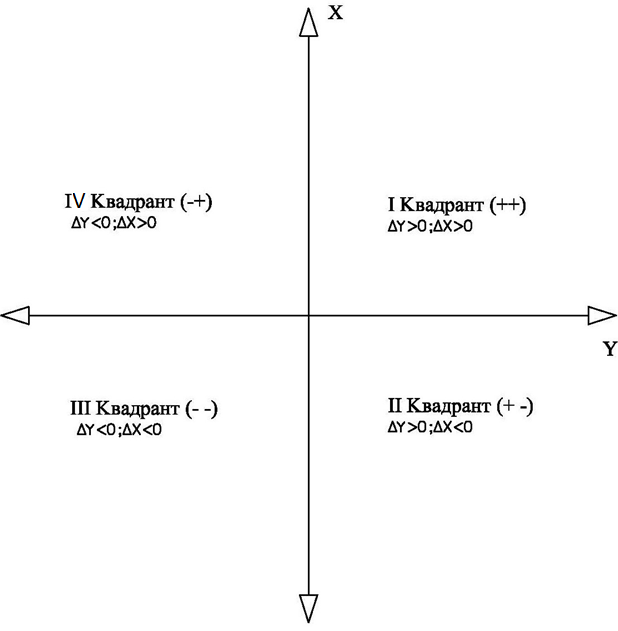 X
IV Квадрант (-+)
ΔY<0;ΔX>0
I Квадрант (++)
ΔY>0;ΔX>0
Y
III Квадрант (- -)
ΔY<0;ΔX<0
II Квадрант (+ -)
ΔY>0;ΔX<0